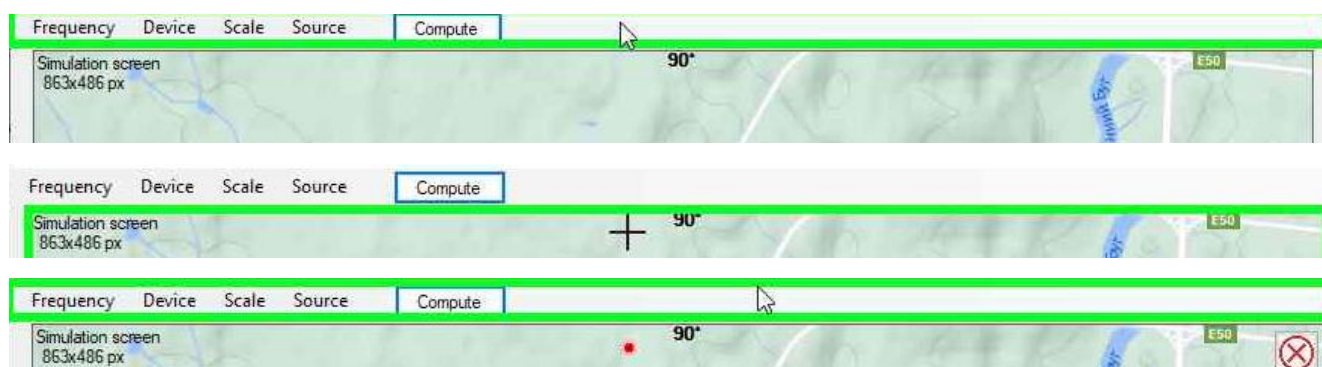 Frequency Device Scale Source Compute
Simulation screen 90° E50
863x486 px
Frequency Device Scale Source Compute
Simulation screen 90° E50
863x486 px
Frequency Device Scale Source Compute
Simulation screen 90° E50
863x486 px